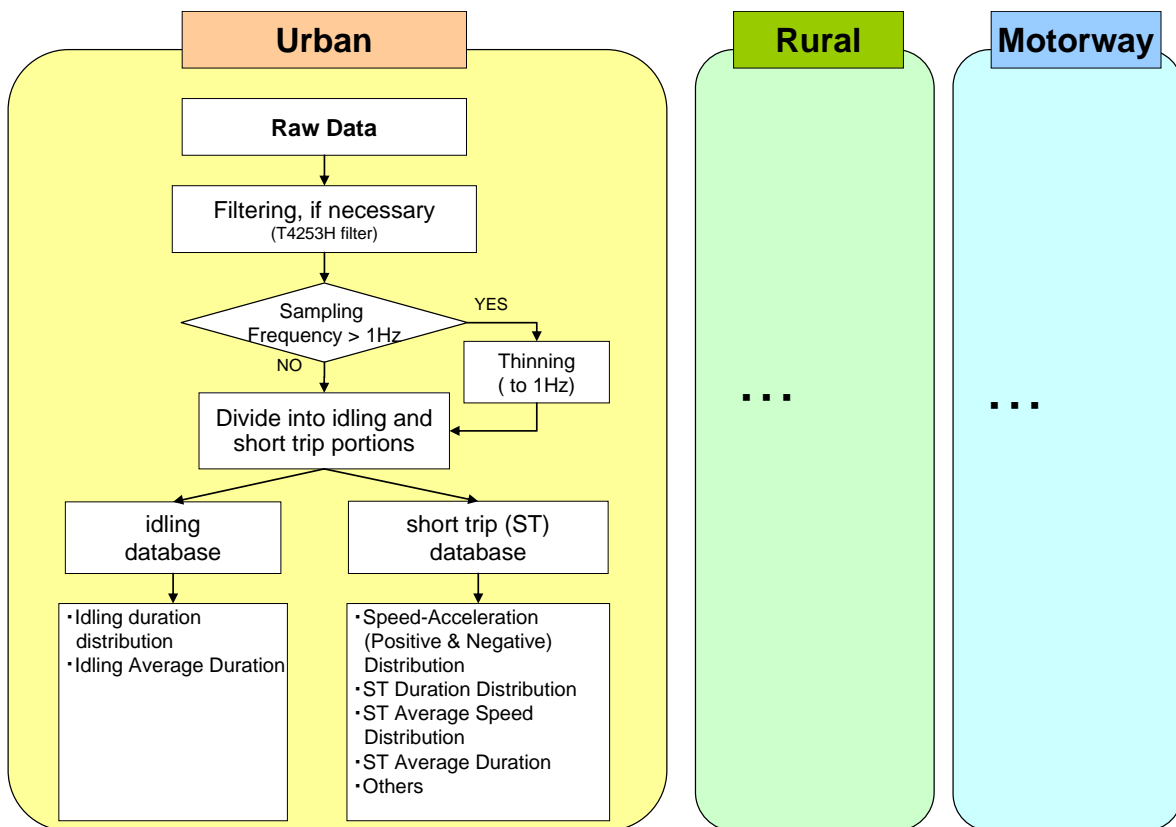 Urban
Raw Data
Filtering, if necessary
(T4253H filter)
Sampling
Frequency > 1Hz
YES
NO
Thinning
( to 1Hz)
Divide into idling and
short trip portions
idling
database
short trip (ST)
database
・Idling duration
distribution
・Idling Average Duration
・Speed-Acceleration
(Positive & Negative)
Distribution
・ST Duration Distribution
・ST Average Speed
Distribution
・ST Average Duration
・Others
Rural
...
Motorway
...